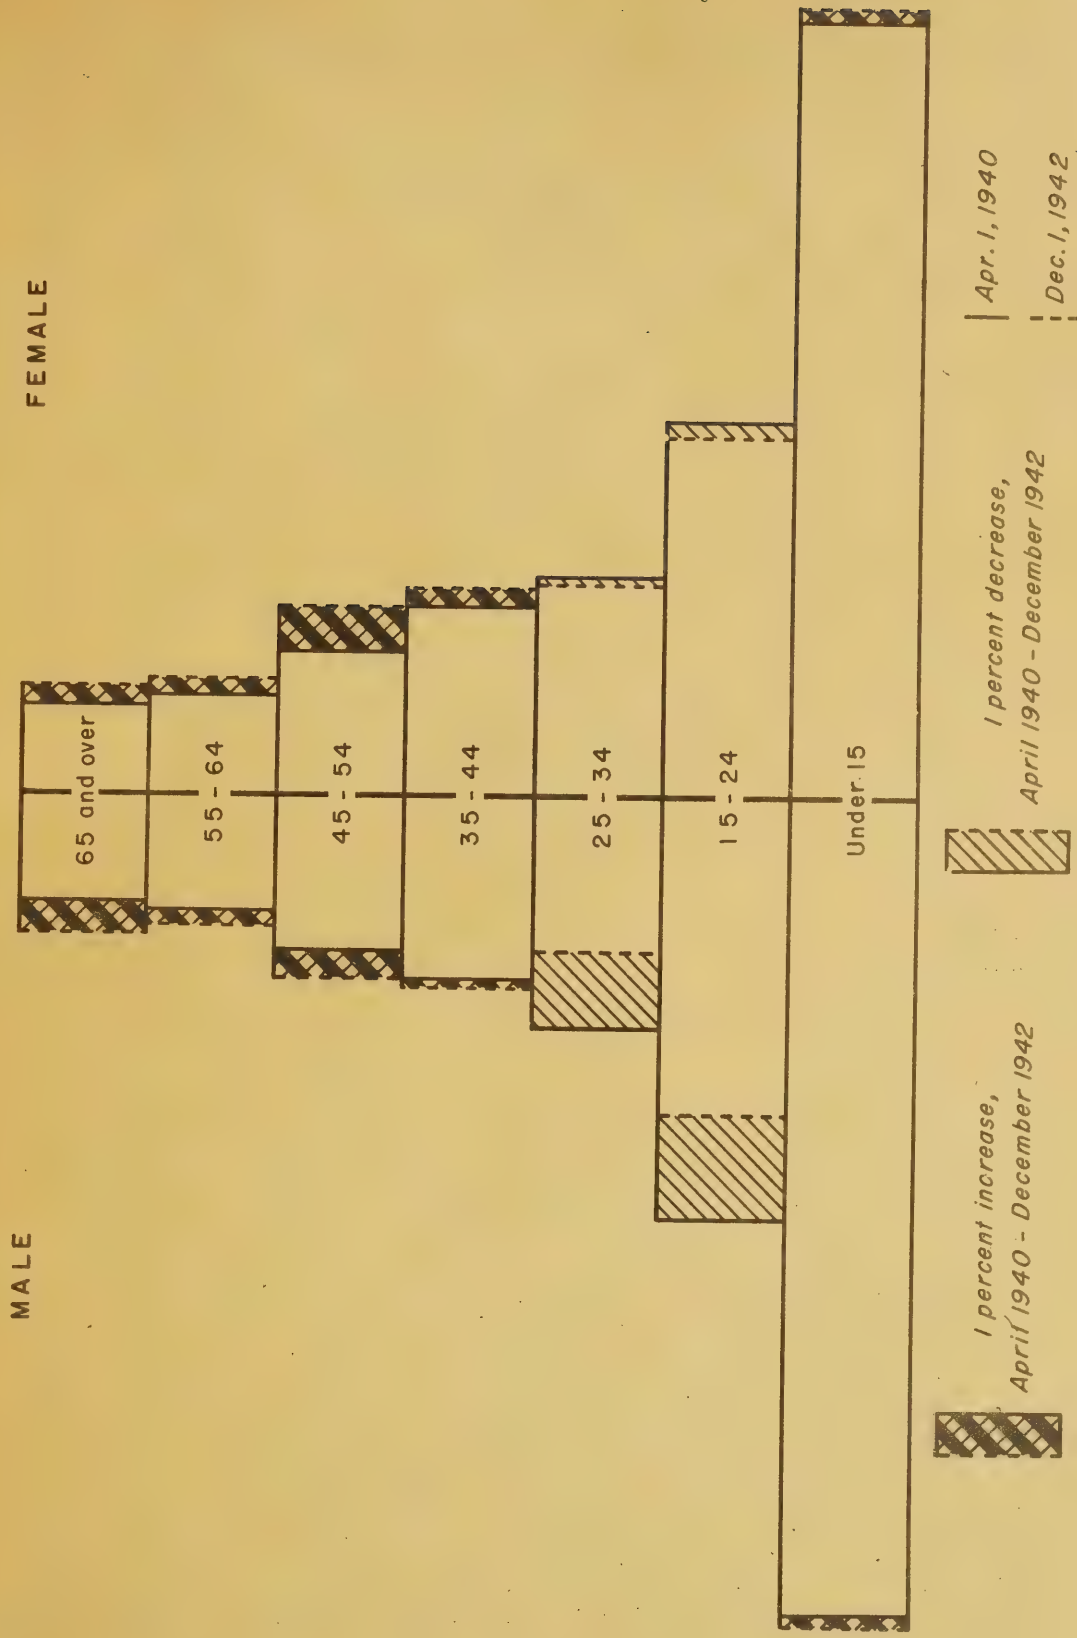 MALE
FEMALE
65 and over
55 - 64
45 - 54
35 - 44
25 - 34
15 - 24
Under 15
1 percent increase,
April 1940 - December 1942
1 percent decrease,
April 1940 - December 1942
Apr. 1, 1940
Dec. 1, 1942